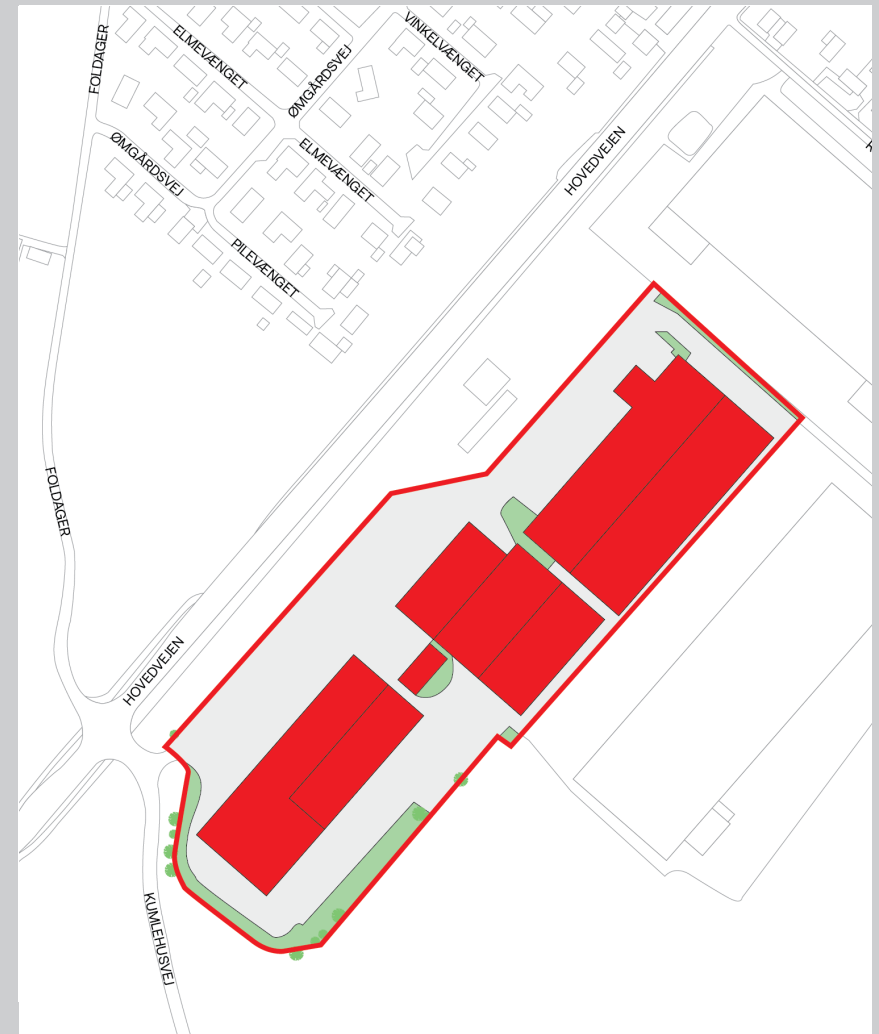 VINKELVÆNGET
ELMEVÆNGET
FOLDAGER
ØMGÅRDSVEJ
HOVEDVEJEN
ØMGÅRDSVEJ
ELMEVÆNGET
PILEVÆNGET
FOLDAGER
HOVEDVEJEN
KUMLEHUSVEJ